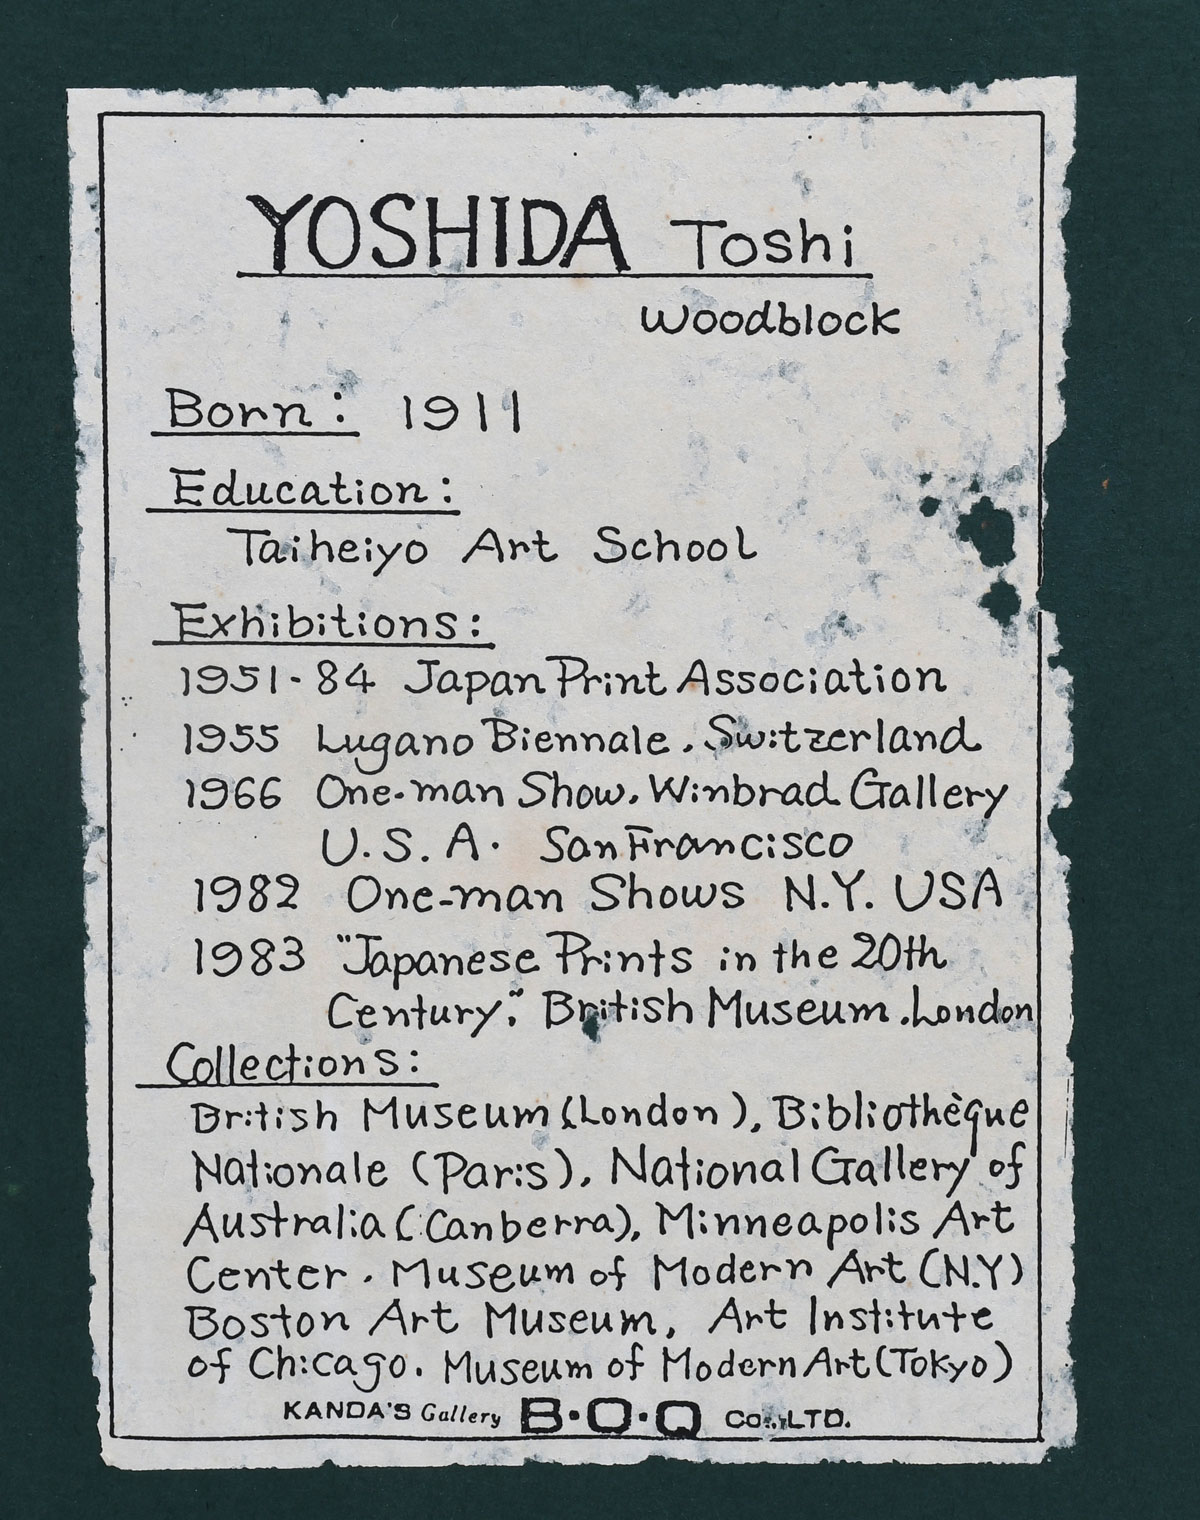 YOSHIDA Toshi
Woodblock
Born: 1911
Education:
Taiheiyo Art School
Exhibitions:
1951-84 Japan Print Association
1955 Lugano Biennale. Switzerland
1966 One-man Show. Winbrad Gallery
U.S.A. San Francisco
1982 One-man Shows N.Y. USA
1983 "Japanese Prints in the 20th
Century", British Museum. London
Collections:
British Museum (London), Bibliothèque
Nationale (Paris), National Gallery of
Australia (Canberra), Minneapolis Art
Center. Museum of Modern Art (N.Y)
Boston Art Museum, Art Institute
of Chicago. Museum of Modern Art (Tokyo)
KANDA'S Gallery B·O·Q CO.,LTD.